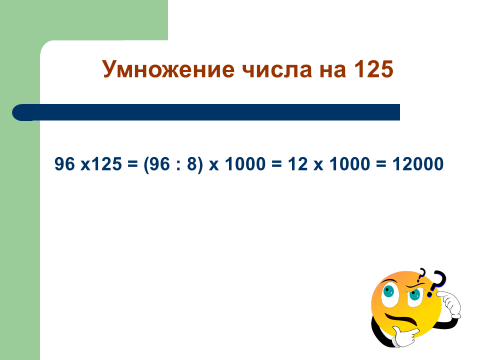 Умножение числа на 125
96 х125 = (96 : 8) х 1000 = 12 х 1000 = 12000
???